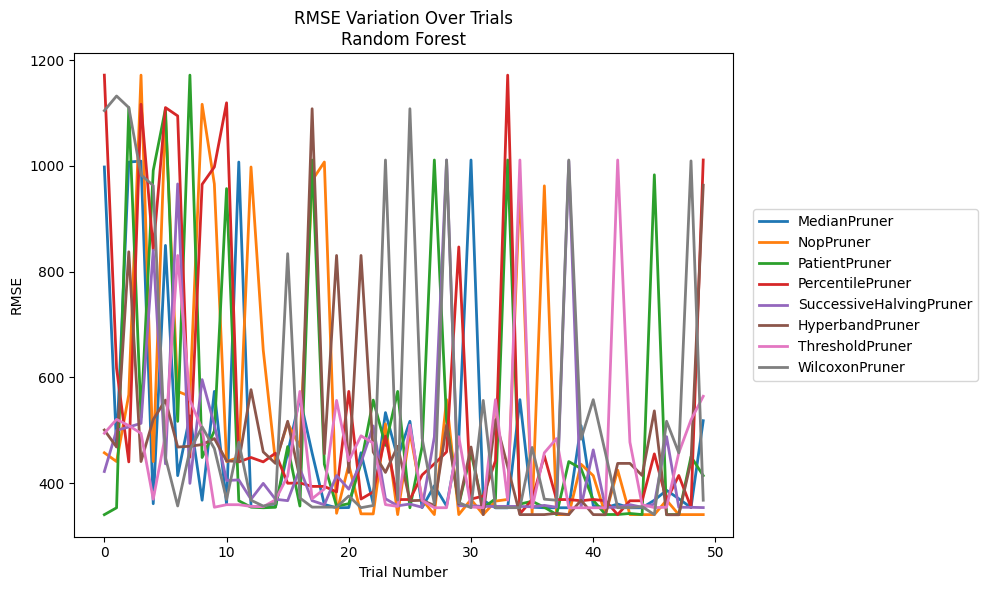 RMSE Variation Over Trials
Random Forest
1200
1000
800
600
400
RMSE
0
10
20
30
40
50
Trial Number
MedianPruner
NopPruner
PatientPruner
PercentilePruner
SuccessiveHalvingPruner
HyperbandPruner
ThresholdPruner
WilcoxonPruner